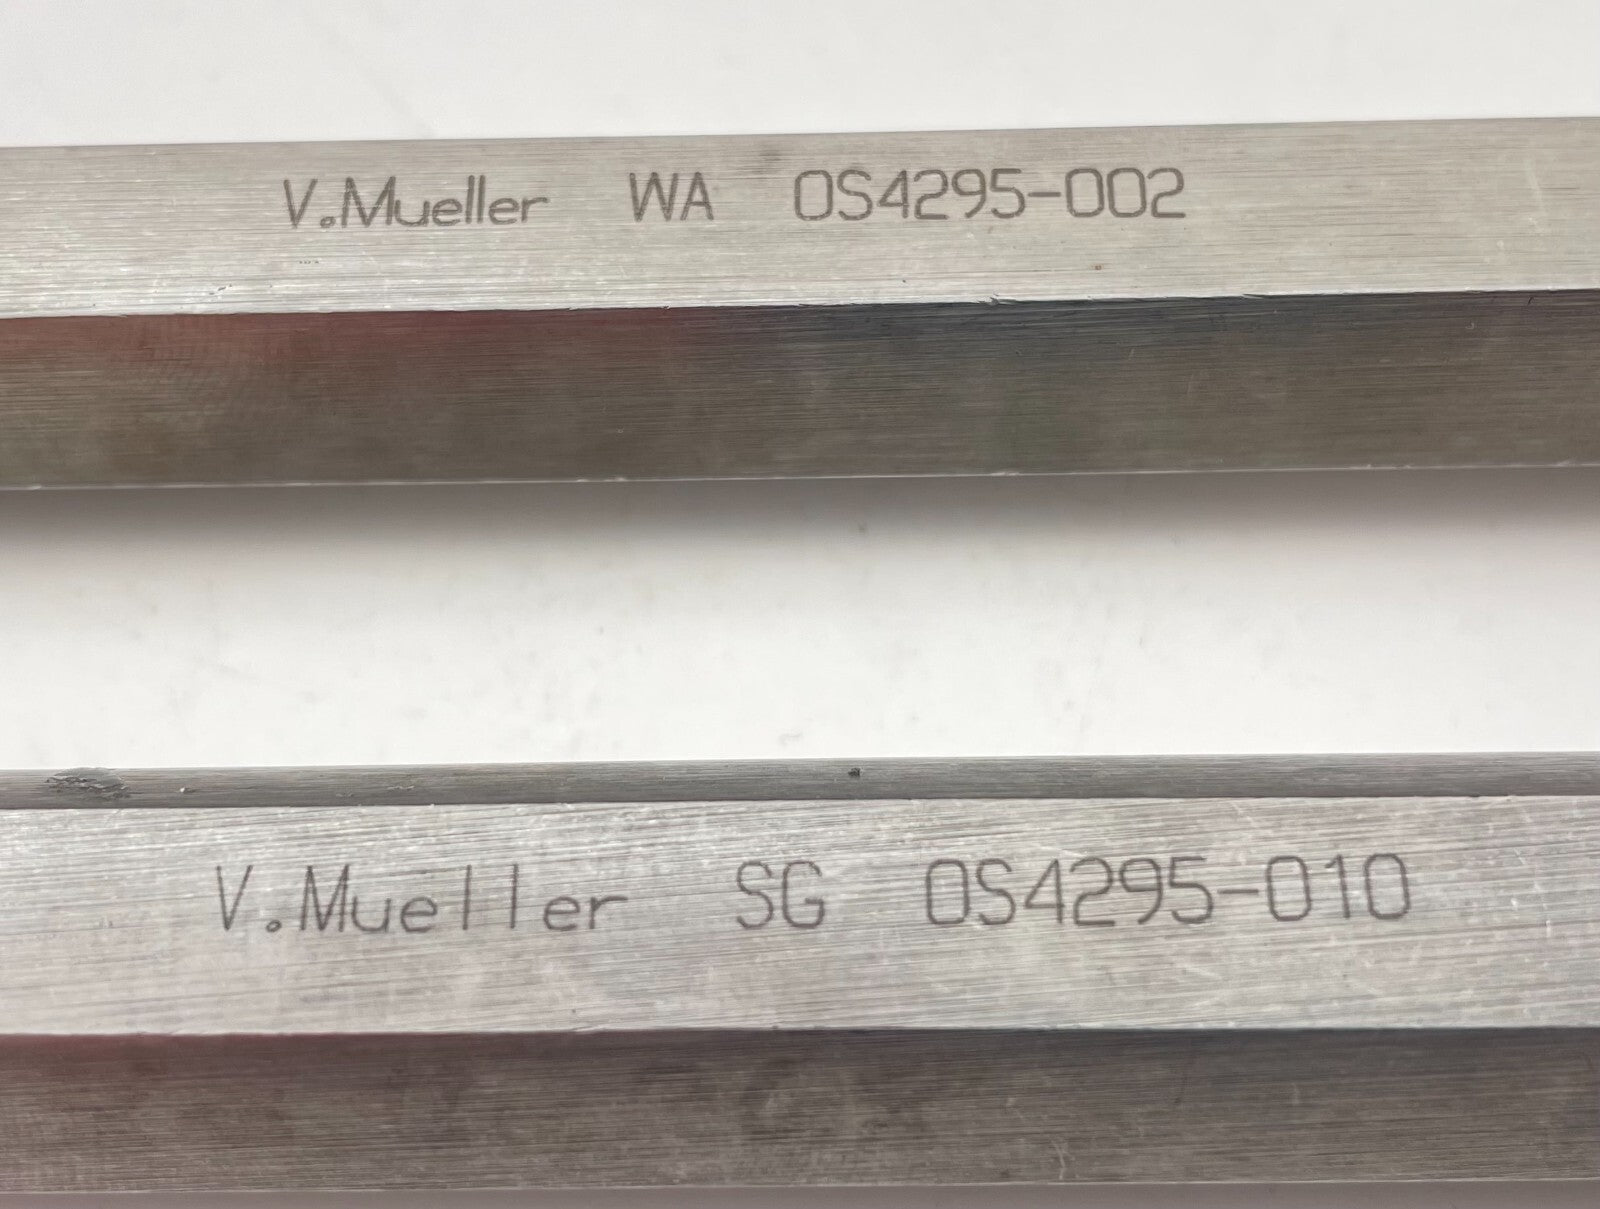 V.Mueller WA OS4295-002
V.Mueller SG OS4295-010